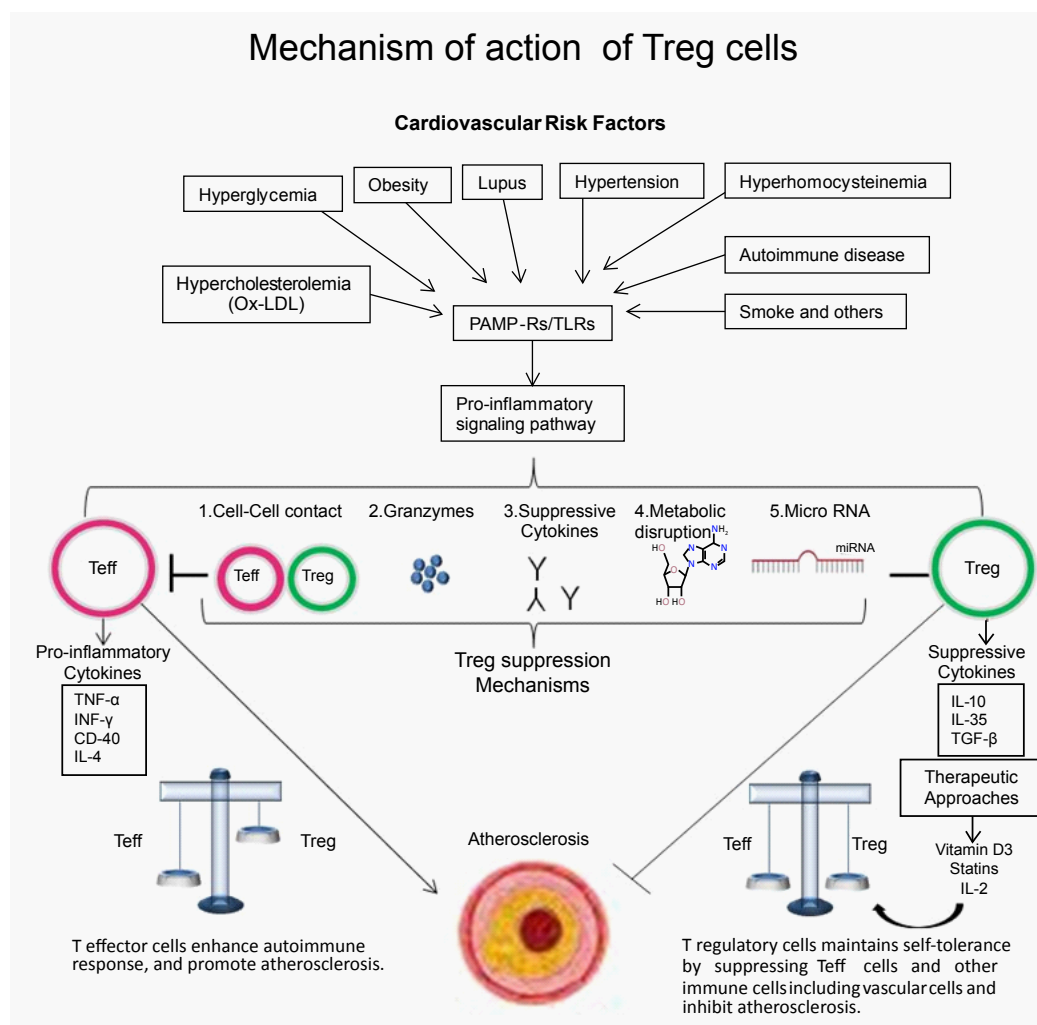 Mechanism of action of Treg cells
Cardiovascular Risk Factors
Hyperglycemia
Obesity
Lupus
Hypertension
Hyperhomocysteinemia
Autoimmune disease
Hypercholesterolemia
(Ox-LDL)
Smoke and others
PAMP-Rs/TLRs
Pro-inflammatory
signaling pathway
1.Cell-Cell contact
2.Granzymes
3.Suppressive
Cytokines
4.Metabolic
disruption
5.Micro RNA
NH₂
N
N
N
N
HO
O
HO OH
miRNA
Teff
Teff
Treg
Treg
Treg suppression
Mechanisms
Pro-inflammatory
Cytokines
TNF-α
INF-γ
CD-40
IL-4
Suppressive
Cytokines
IL-10
IL-35
TGF-β
Therapeutic
Approaches
Vitamin D3
Statins
IL-2
Teff
Treg
Atherosclerosis
Teff
Treg
T effector cells enhance autoimmune
response, and promote atherosclerosis.
T regulatory cells maintains self-tolerance
by suppressing Teff cells and other
immune cells including vascular cells and
inhibit atherosclerosis.